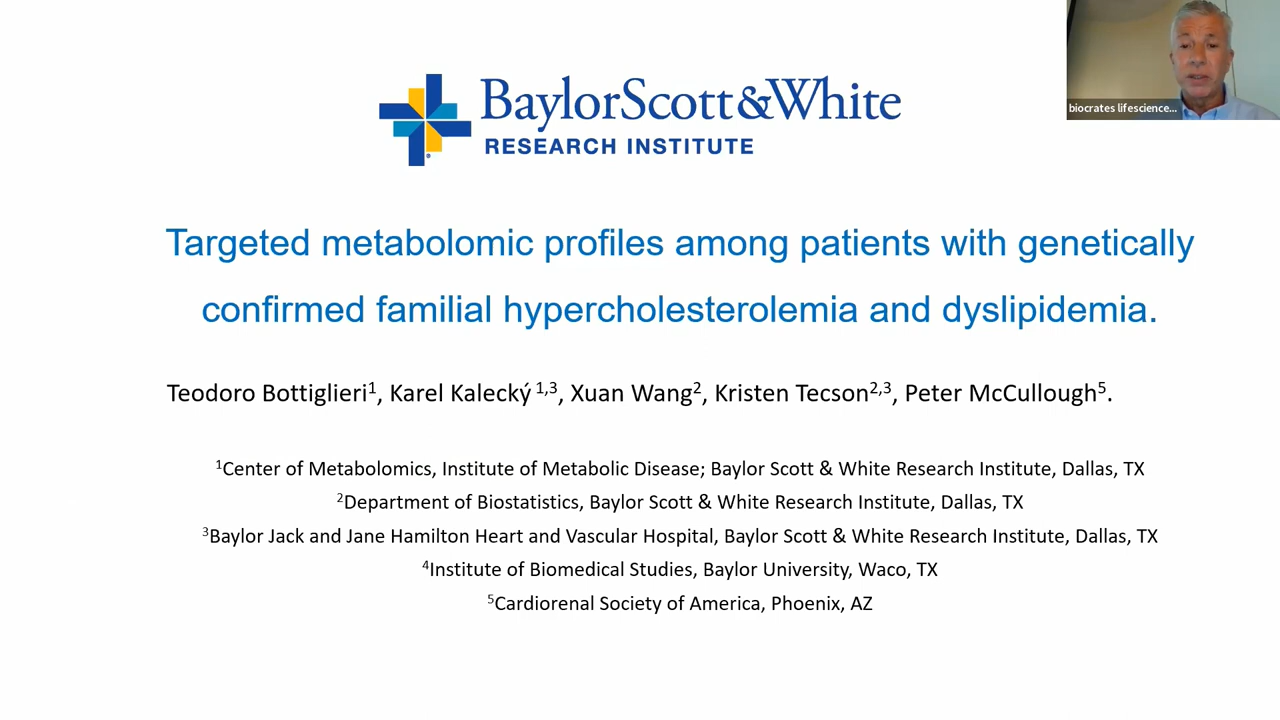 BaylorScott&White
RESEARCH INSTITUTE
biocrates lifescience...
Targeted metabolomic profiles among patients with genetically
confirmed familial hypercholesterolemia and dyslipidemia.
Teodoro Bottiglieri1, Karel Kalecký 1,3, Xuan Wang2, Kristen Tecson2,3, Peter McCullough5.
1Center of Metabolomics, Institute of Metabolic Disease; Baylor Scott & White Research Institute, Dallas, TX
2Department of Biostatistics, Baylor Scott & White Research Institute, Dallas, TX
3Baylor Jack and Jane Hamilton Heart and Vascular Hospital, Baylor Scott & White Research Institute, Dallas, TX
4Institute of Biomedical Studies, Baylor University, Waco, TX
5Cardiorenal Society of America, Phoenix, AZ